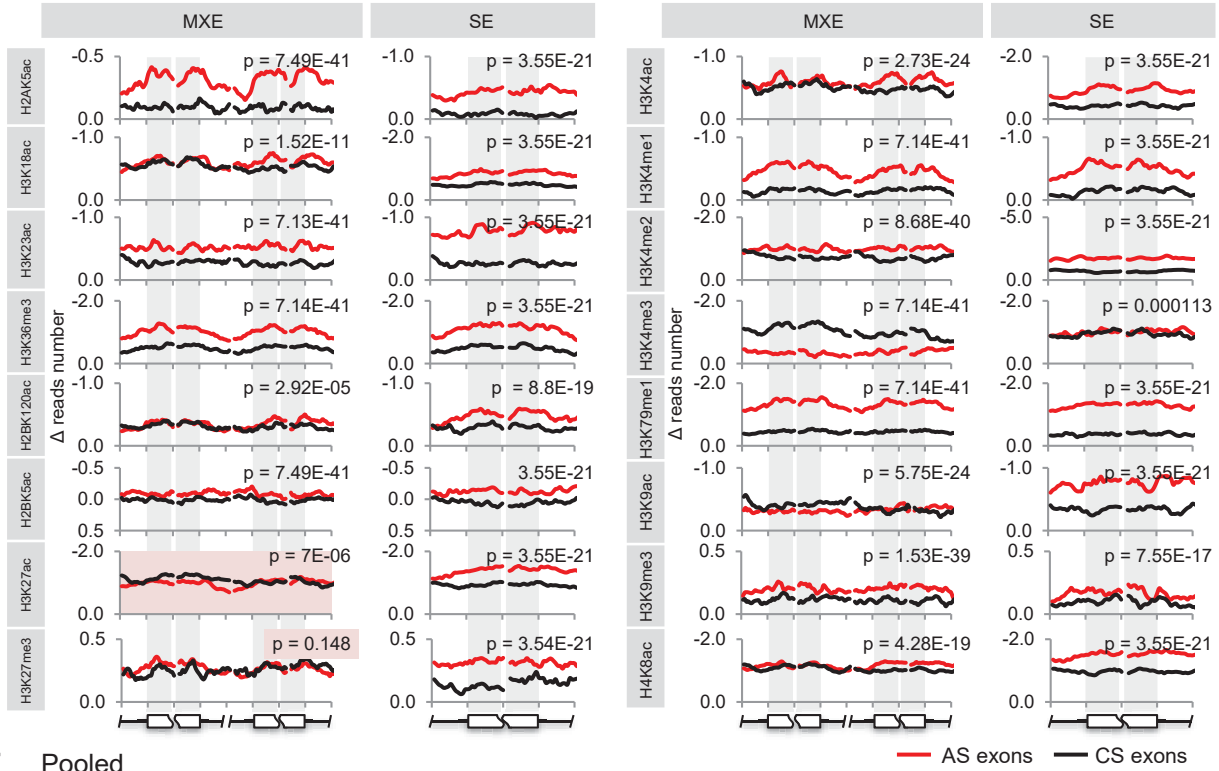 MXE SE MXE SE
H2AK5ac -0.5 0.0 p = 7.49E-41 -1.0 0.0 p = 3.55E-21
H3K4ac -1.0 0.0 p = 2.73E-24 -2.0 0.0 p = 3.55E-21
H3K18ac -1.0 0.0 p = 1.52E-11 -2.0 0.0 p = 3.55E-21
H3K4me1 -1.0 0.0 p = 7.14E-41 -1.0 0.0 p = 3.55E-21
H3K23ac -1.0 0.0 p = 7.13E-41 -1.0 0.0 p = 3.55E-21
H3K4me2 -2.0 0.0 p = 8.68E-40 -5.0 0.0 p = 3.55E-21
H3K36me3 -2.0 0.0 p = 7.14E-41 -2.0 0.0 p = 3.55E-21
H3K4me3 -2.0 0.0 p = 7.14E-41 -2.0 0.0 p = 0.000113
Δ reads number Δ reads number
H2BK120ac -1.0 0.0 p = 2.92E-05 -1.0 0.0 p = 8.8E-19
H3K79me1 -2.0 0.0 p = 7.14E-41 -2.0 0.0 p = 3.55E-21
H2BK5ac -0.5 0.0 0.5 p = 7.49E-41 -0.5 0.0 0.5 3.55E-21
H3K9ac -1.0 0.0 p = 5.75E-24 -1.0 0.0 p = 3.55E-21
H3K27ac -2.0 0.0 p = 7E-06 -2.0 0.0 p = 3.55E-21
H3K9me3 0.5 0.0 p = 1.53E-39 0.5 0.0 p = 7.55E-17
H3K27me3 0.5 0.0 p = 0.148 0.5 0.0 p = 3.54E-21
H4K8ac -2.0 0.0 p = 4.28E-19 -2.0 0.0 p = 3.55E-21
AS exons CS exons
Pooled